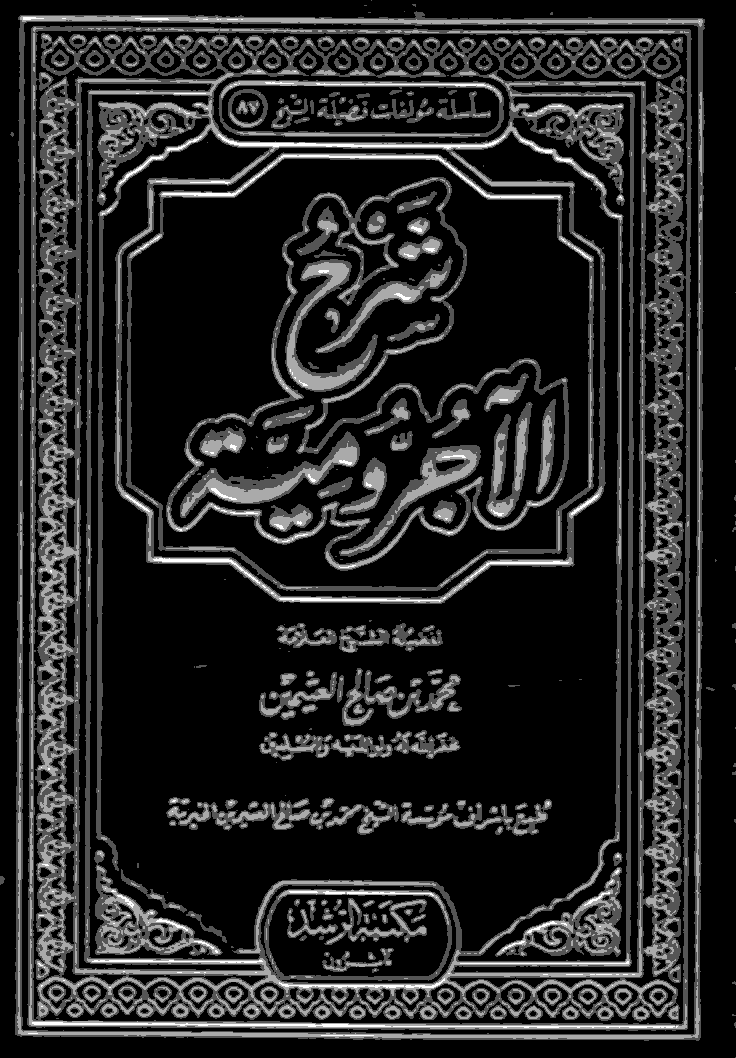 سلسلة مؤلفات فضيلة الشيخ ٨٧
شرح
الآجرومية
لفضيلة الشيخ العلامة
محمد بن صالح العثيمين
غفر الله له ولوالديه وللمسلمين
طبع بإشراف مؤسسة الشيخ محمد بن صالح العثيمين الخيرية
مكتبة الرشد
ناشرون